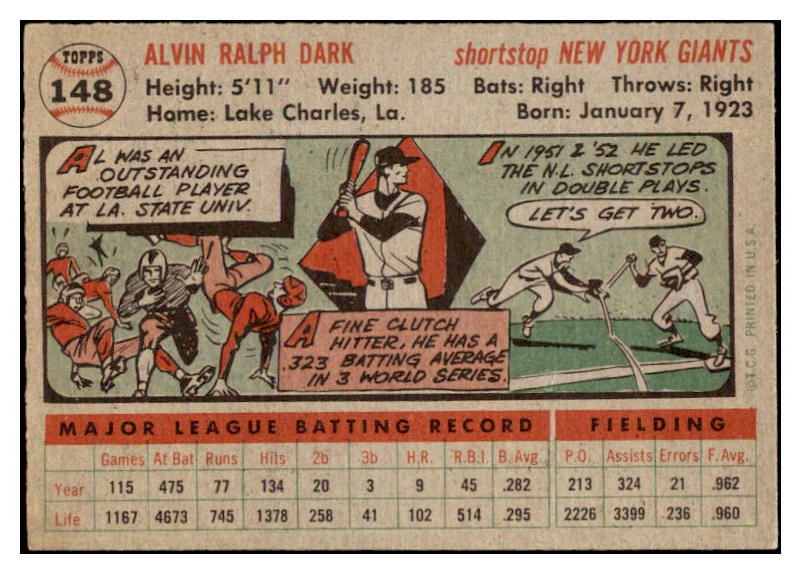 TOPPS
148
ALVIN RALPH DARK shortstop NEW YORK GIANTS
Height: 5'11" Weight: 185 Bats: Right Throws: Right
Home: Lake Charles, La. Born: January 7, 1923
AL WAS AN
OUTSTANDING
FOOTBALL PLAYER
AT LA. STATE UNIV.
IN 1951 & '52 HE LED
THE N.L. SHORTSTOPS
IN DOUBLE PLAYS.
LET'S GET TWO.
A FINE CLUTCH
HITTER, HE HAS A
.323 BATTING AVERAGE
IN 3 WORLD SERIES.
©T.C.G. PRINTED IN U.S.A.
MAJOR LEAGUE BATTING RECORD FIELDING
Games At Bat Runs Hits 2b 3b H.R. R.B.I. B. Avg. P.O. Assists Errors F. Avg.
Year 115 475 77 134 20 3 9 45 .282 213 324 21 .962
Life 1167 4673 745 1378 258 41 102 514 .295 2226 3399 236 .960